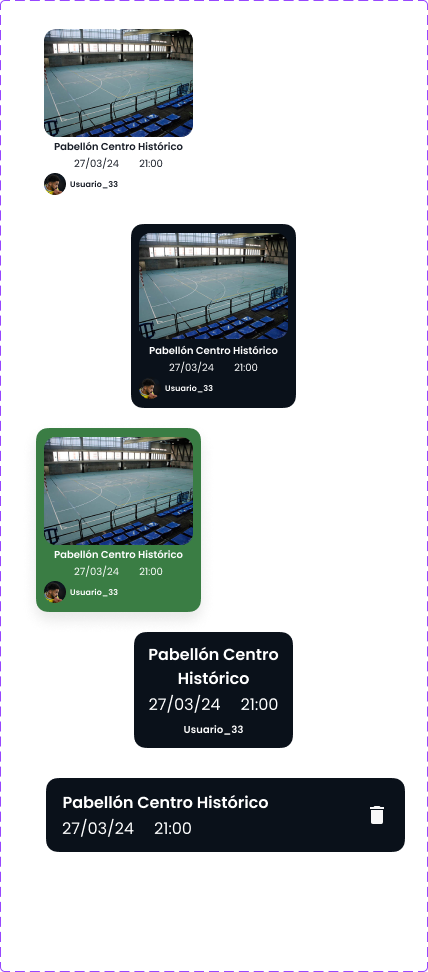 Pabellón Centro Histórico
27/03/24 21:00
Usuario_33
Pabellón Centro Histórico
27/03/24 21:00
Usuario_33
Pabellón Centro Histórico
27/03/24 21:00
Usuario_33
Pabellón Centro
Histórico
27/03/24 21:00
Usuario_33
Pabellón Centro Histórico
27/03/24 21:00